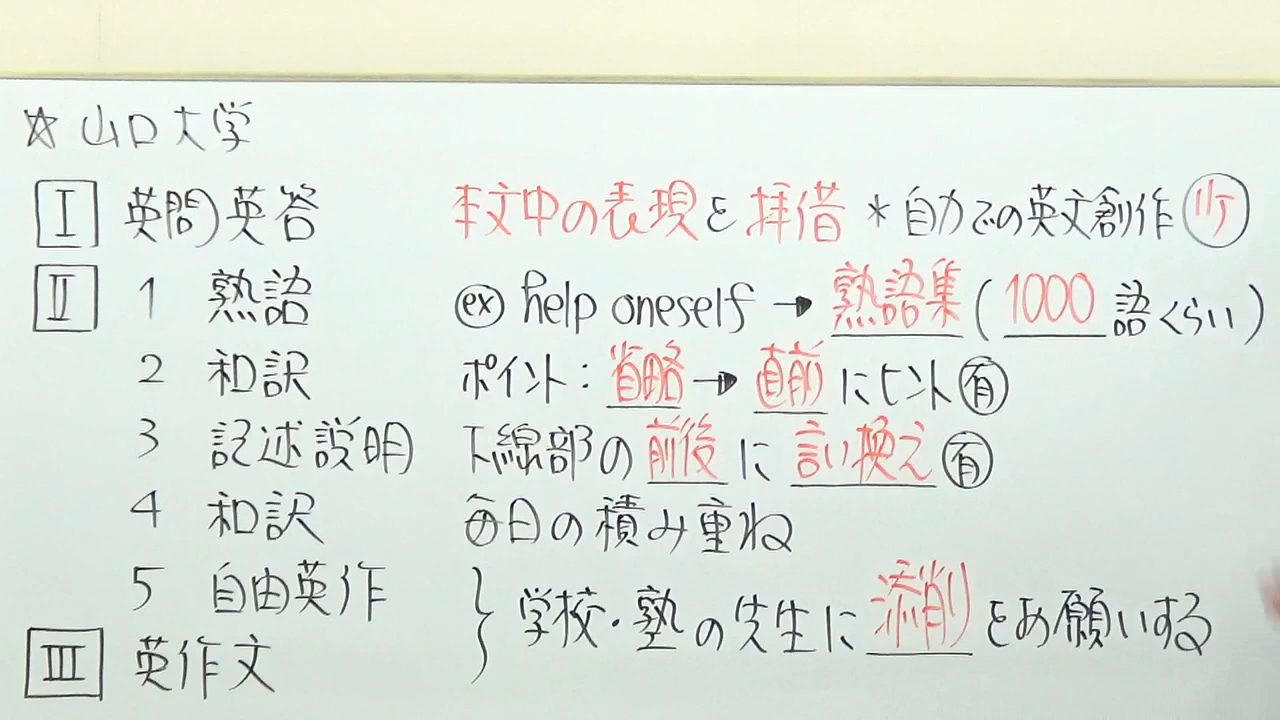 ☆ 山口大学
Ⅰ 英問英答 本文中の表現を拝借 *自力での英文創作
Ⅱ 1 熟語 ex help oneself → 熟語集(1000語くらい)
2 和訳 ポイント:省略→直前にヒント有
3 記述説明 下線部の前後に言い換え有
4 和訳 毎日の積み重ね
5 自由英作 } 学校・塾の先生に添削をお願いする
Ⅲ 英作文